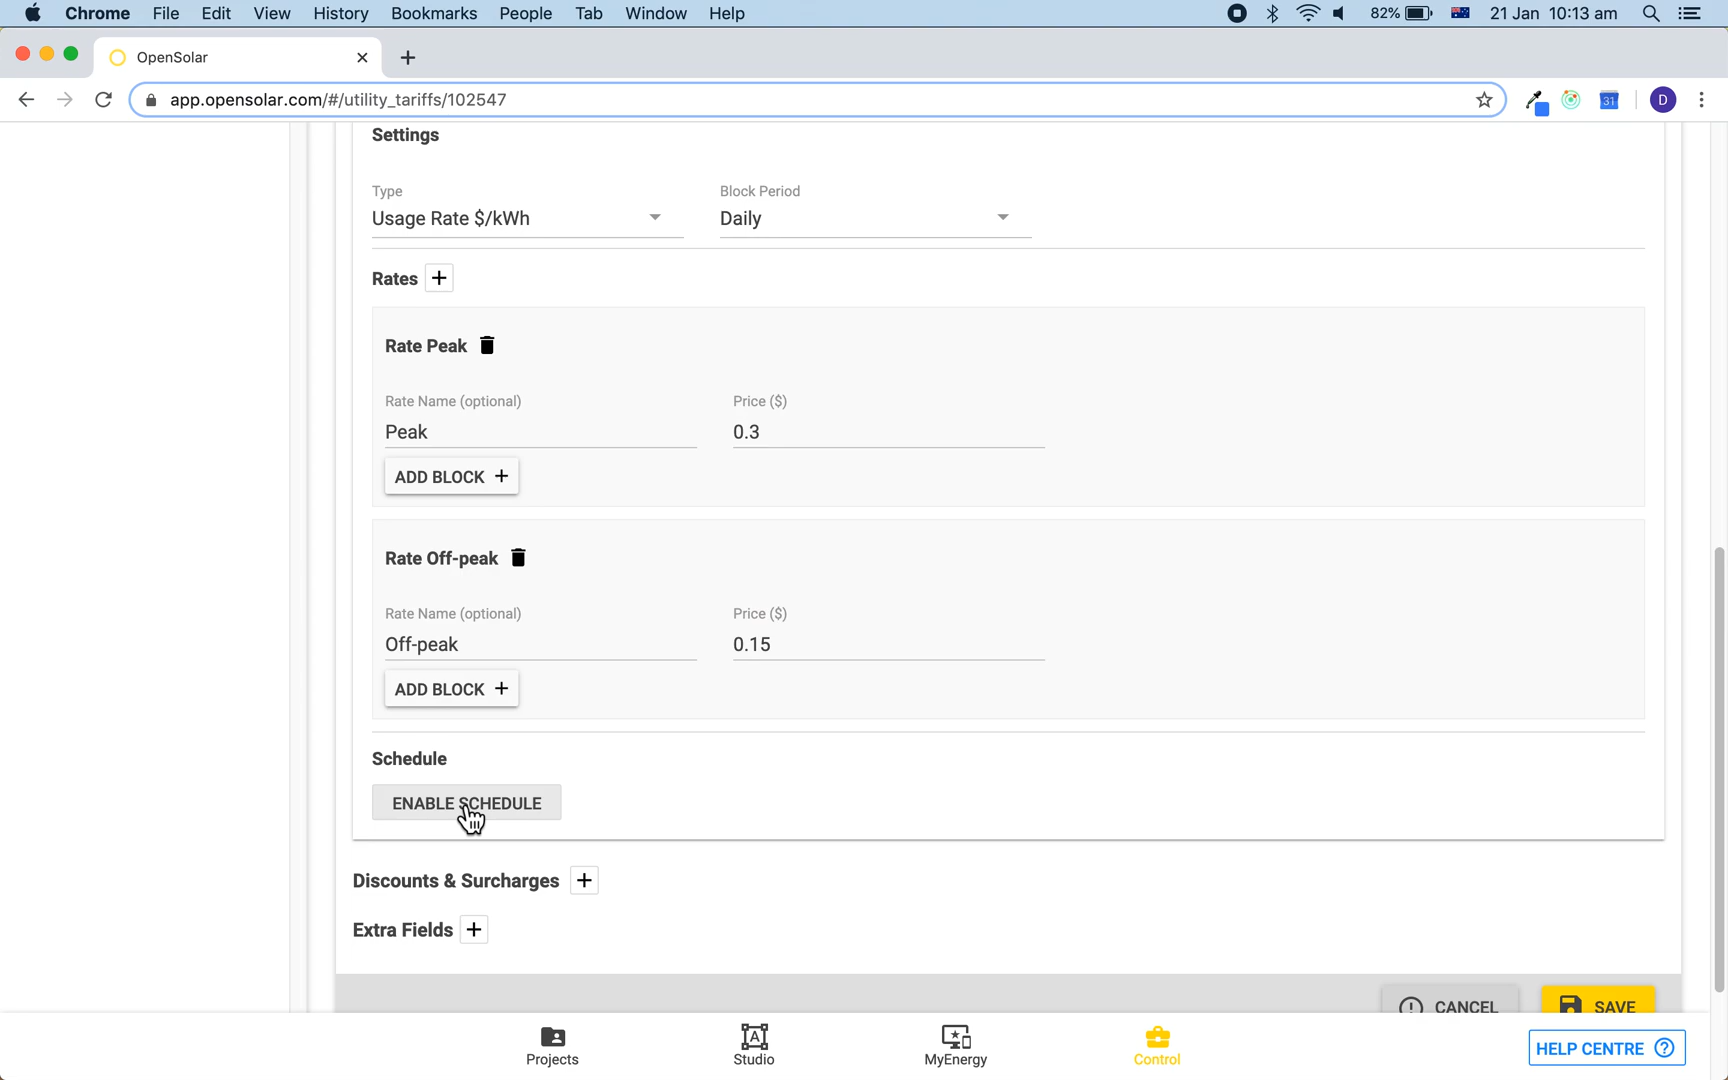 Chrome File Edit View History Bookmarks People Tab Window Help 82% 21 Jan 10:13 am
OpenSolar
app.opensolar.com/#/utility_tariffs/102547 31 D
Settings
Type Block Period
Usage Rate $/kWh Daily
Rates +
Rate Peak
Rate Name (optional) Price ($)
Peak 0.3
ADD BLOCK +
Rate Off-peak
Rate Name (optional) Price ($)
Off-peak 0.15
ADD BLOCK +
Schedule
ENABLE SCHEDULE
Discounts & Surcharges +
Extra Fields +
CANCEL SAVE
Projects A Studio MyEnergy Control HELP CENTRE ?